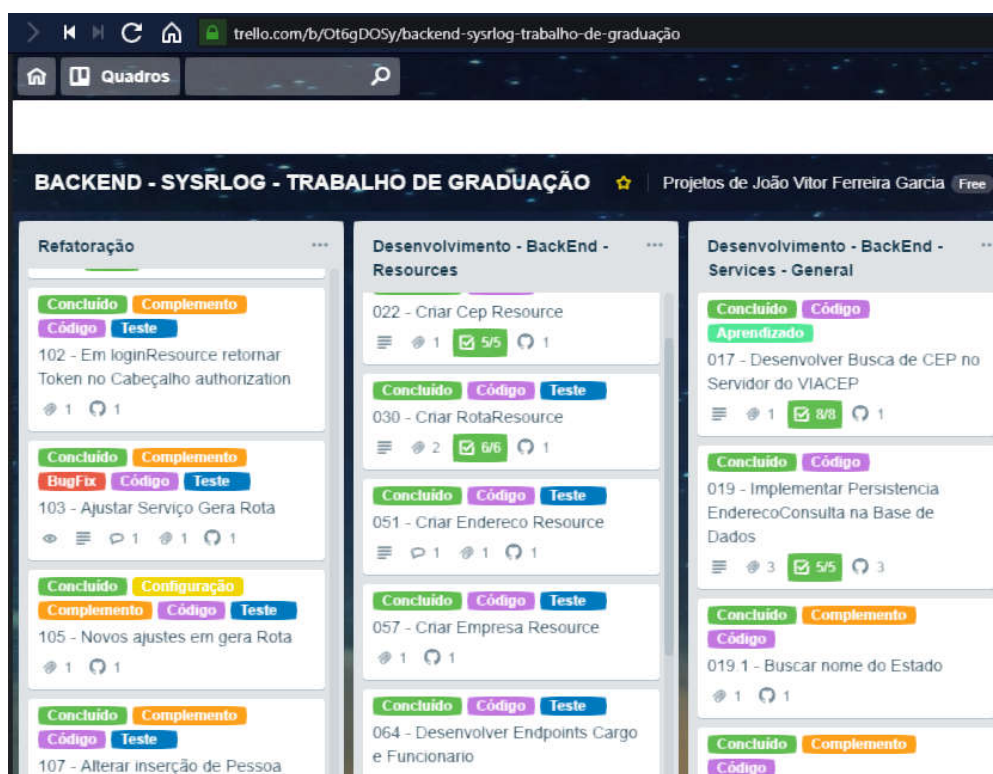 trello.com/b/Ot6gDOSy/backend-sysrlog-trabalho-de-graduação
Quadros
BACKEND - SYSRLOG - TRABALHO DE GRADUAÇÃO
Projetos de João Vitor Ferreira Garcia Free
Refatoração
Concluído Complemento
Código Teste
102 - Em loginResource retornar
Token no Cabeçalho authorization
1 1
Concluído Complemento
BugFix Código Teste
103 - Ajustar Serviço Gera Rota
1 1 1
Concluído Configuração
Complemento Código Teste
105 - Novos ajustes em gera Rota
1 1
Concluído Complemento
Código Teste
107 - Alterar inserção de Pessoa
Desenvolvimento - BackEnd -
Resources
022 - Criar Cep Resource
1 5/5 1
Concluído Código Teste
030 - Criar RotaResource
2 6/6 1
Concluído Código Teste
051 - Criar Endereco Resource
1 1 1
Concluído Código Teste
057 - Criar Empresa Resource
1 1
Concluído Código Teste
064 - Desenvolver Endpoints Cargo
e Funcionario
Desenvolvimento - BackEnd -
Services - General
Concluído Código
Aprendizado
017 - Desenvolver Busca de CEP no
Servidor do VIACEP
1 8/8 1
Concluído Código
019 - Implementar Persistencia
EnderecoConsulta na Base de
Dados
3 5/5 3
Concluído Complemento
Código
019.1 - Buscar nome do Estado
1 1
Concluído Complemento
Código